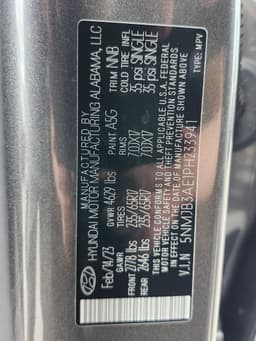 MANUFACTURED BY
HYUNDAI MOTOR MANUFACTURING ALABAMA, LLC
Feb/14/23 GVWR 4629 lbs PAINT A5G TRIM NNB
GAWR TIRES RIMS COLD TIRE INFL
FRONT 2778 lbs 235/65R17 7.0JX17 35 psi SINGLE
REAR 2646 lbs 235/65R17 7.0JX17 35 psi SINGLE
THIS VEHICLE CONFORMS TO ALL APPLICABLE U.S.A. FEDERAL
MOTOR VEHICLE SAFETY AND THEFT PREVENTION STANDARDS
IN EFFECT ON THE DATE OF MANUFACTURE SHOWN ABOVE.
V.I.N 5NMJB3AE1PH233941 TYPE: MPV